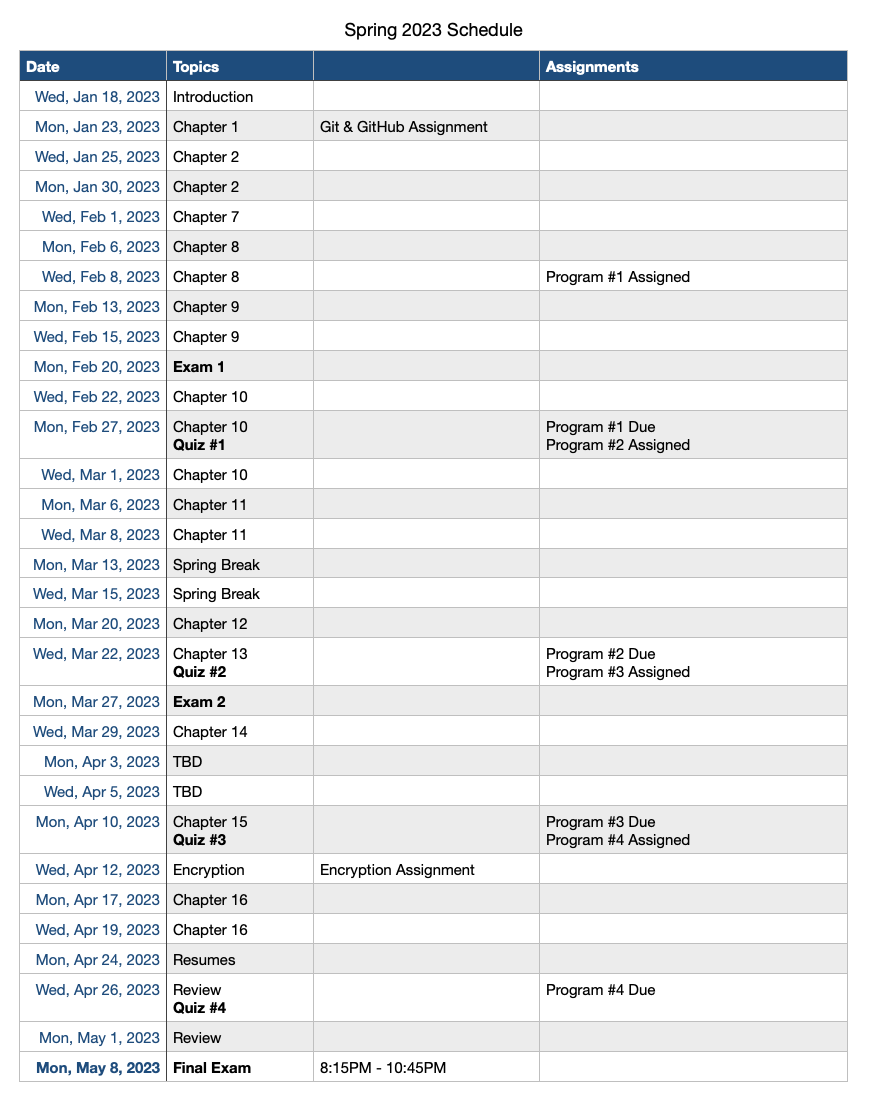 Spring 2023 Schedule
Date Topics Assignments
Wed, Jan 18, 2023 Introduction
Mon, Jan 23, 2023 Chapter 1 Git & GitHub Assignment
Wed, Jan 25, 2023 Chapter 2
Mon, Jan 30, 2023 Chapter 2
Wed, Feb 1, 2023 Chapter 7
Mon, Feb 6, 2023 Chapter 8
Wed, Feb 8, 2023 Chapter 8 Program #1 Assigned
Mon, Feb 13, 2023 Chapter 9
Wed, Feb 15, 2023 Chapter 9
Mon, Feb 20, 2023 Exam 1
Wed, Feb 22, 2023 Chapter 10
Mon, Feb 27, 2023 Chapter 10 Program #1 Due
Quiz #1 Program #2 Assigned
Wed, Mar 1, 2023 Chapter 10
Mon, Mar 6, 2023 Chapter 11
Wed, Mar 8, 2023 Chapter 11
Mon, Mar 13, 2023 Spring Break
Wed, Mar 15, 2023 Spring Break
Mon, Mar 20, 2023 Chapter 12
Wed, Mar 22, 2023 Chapter 13 Program #2 Due
Quiz #2 Program #3 Assigned
Mon, Mar 27, 2023 Exam 2
Wed, Mar 29, 2023 Chapter 14
Mon, Apr 3, 2023 TBD
Wed, Apr 5, 2023 TBD
Mon, Apr 10, 2023 Chapter 15 Program #3 Due
Quiz #3 Program #4 Assigned
Wed, Apr 12, 2023 Encryption Encryption Assignment
Mon, Apr 17, 2023 Chapter 16
Wed, Apr 19, 2023 Chapter 16
Mon, Apr 24, 2023 Resumes
Wed, Apr 26, 2023 Review Program #4 Due
Quiz #4
Mon, May 1, 2023 Review
Mon, May 8, 2023 Final Exam 8:15PM - 10:45PM